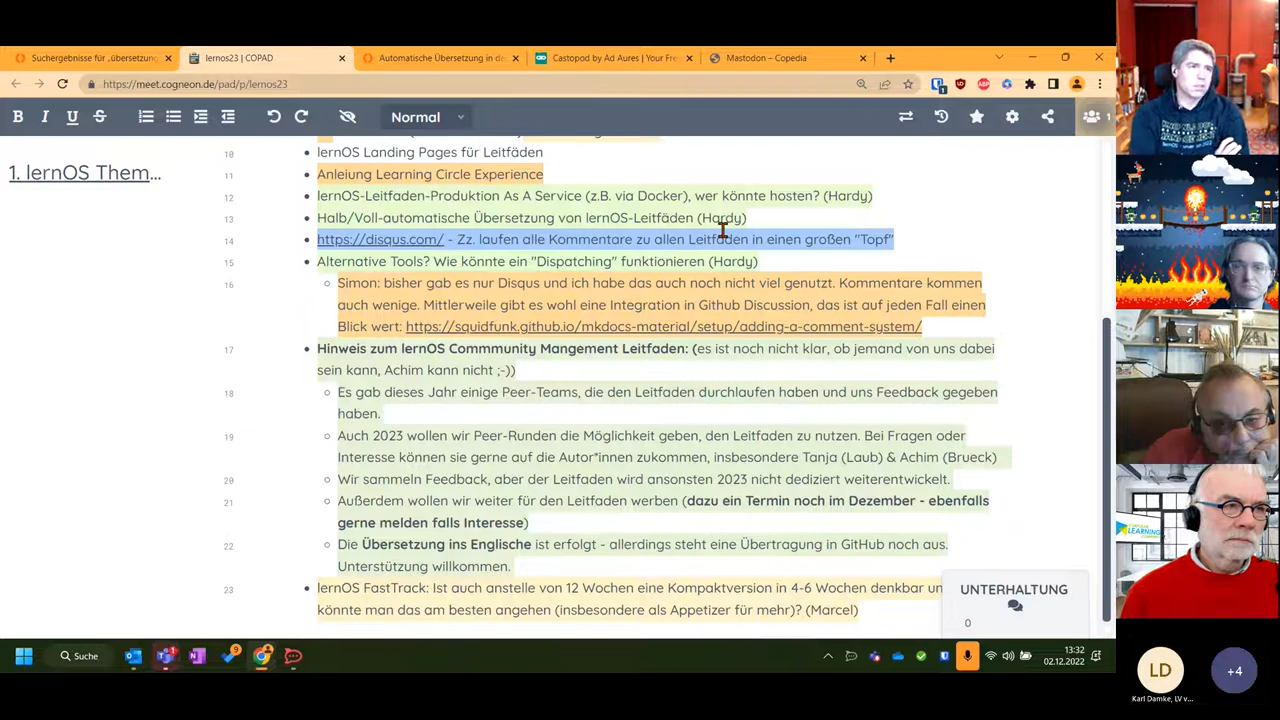 Suchergebnisse für „übersetzung
lernos23 | COPAD
Automatische Übersetzung in de
Castopod by Ad Aures | Your Fre
Mastodon – Copedia
https://meet.cogneon.de/pad/p/lernos23
B I U S Normal 1
1. lernOS Them...
10 lernOS Landing Pages für Leitfäden
11 Anleiung Learning Circle Experience
12 lernOS-Leitfaden-Produktion As A Service (z.B. via Docker), wer könnte hosten? (Hardy)
13 Halb/Voll-automatische Übersetzung von lernOS-Leitfäden (Hardy)
14 https://disqus.com/ - Zz. laufen alle Kommentare zu allen Leitfäden in einen großen "Topf"
15 Alternative Tools? Wie könnte ein "Dispatching" funktionieren (Hardy)
16 Simon: bisher gab es nur Disqus und ich habe das auch noch nicht viel genutzt. Kommentare kommen
auch wenige. Mittlerweile gibt es wohl eine Integration in Github Discussion, das ist auf jeden Fall einen
Blick wert: https://squidfunk.github.io/mkdocs-material/setup/adding-a-comment-system/
17 Hinweis zum lernOS Commmunity Mangement Leitfaden: (es ist noch nicht klar, ob jemand von uns dabei
sein kann, Achim kann nicht ;-))
18 Es gab dieses Jahr einige Peer-Teams, die den Leitfaden durchlaufen haben und uns Feedback gegeben
haben.
19 Auch 2023 wollen wir Peer-Runden die Möglichkeit geben, den Leitfaden zu nutzen. Bei Fragen oder
Interesse können sie gerne auf die Autor*innen zukommen, insbesondere Tanja (Laub) & Achim (Brueck)
20 Wir sammeln Feedback, aber der Leitfaden wird ansonsten 2023 nicht dediziert weiterentwickelt.
21 Außerdem wollen wir weiter für den Leitfaden werben (dazu ein Termin noch im Dezember - ebenfalls
gerne melden falls Interesse)
22 Die Übersetzung ins Englische ist erfolgt - allerdings steht eine Übertragung in GitHub noch aus.
Unterstützung willkommen.
23 lernOS FastTrack: Ist auch anstelle von 12 Wochen eine Kompaktversion in 4-6 Wochen denkbar un
könnte man das am besten angehen (insbesondere als Appetizer für mehr)? (Marcel)
UNTERHALTUNG
0
Suche
13:32
02.12.2022
LD
+4
Karl Damke, LV v...